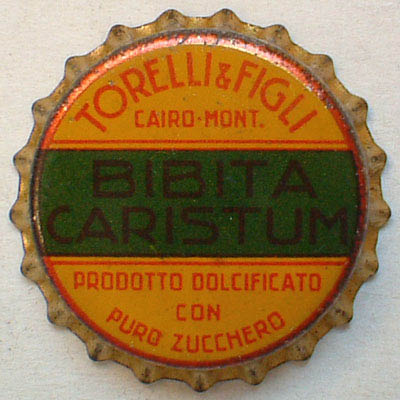 TORELLI & FIGLI
CAIRO-MONT.
BIBITA
CARISTUM
PRODOTTO DOLCIFICATO
CON
PURO ZUCCHERO